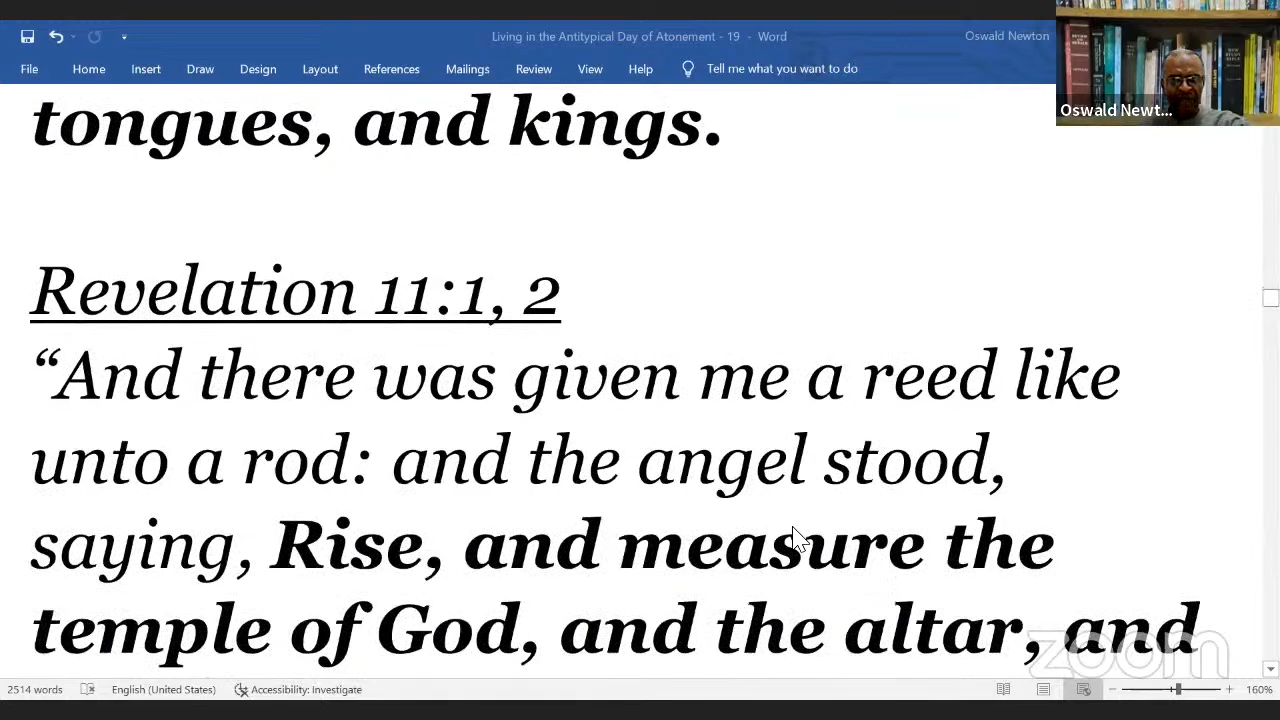 Living in the Antitypical Day of Atonement - 19 - Word
Oswald Newton
File Home Insert Draw Design Layout References Mailings Review View Help Tell me what you want to do
Oswald Newt...
tongues, and kings.
Revelation 11:1, 2
“And there was given me a reed like
unto a rod: and the angel stood,
saying, Rise, and measure the
temple of God, and the altar, and
zoom
2514 words English (United States) Accessibility: Investigate 160%